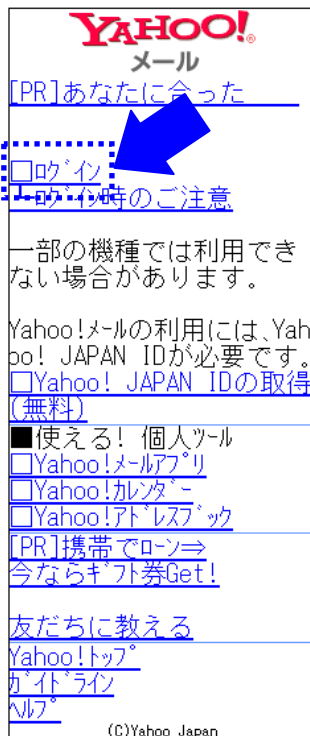 YAHOO!
メール
[PR]あなたに合った
□ログイン
└ログイン時のご注意
一部の機種では利用でき
ない場合があります。
Yahoo!メールの利用には、Yah
oo! JAPAN IDが必要です。
□Yahoo! JAPAN IDの取得
(無料)
■使える! 個人ツール
□Yahoo!メールアプリ
□Yahoo!カレンダー
□Yahoo!アドレスブック
[PR]携帯でローン⇒
今ならギフト券Get!
友だちに教える
Yahoo!トップ
ガイドライン
ヘルプ
(C)Yahoo Japan